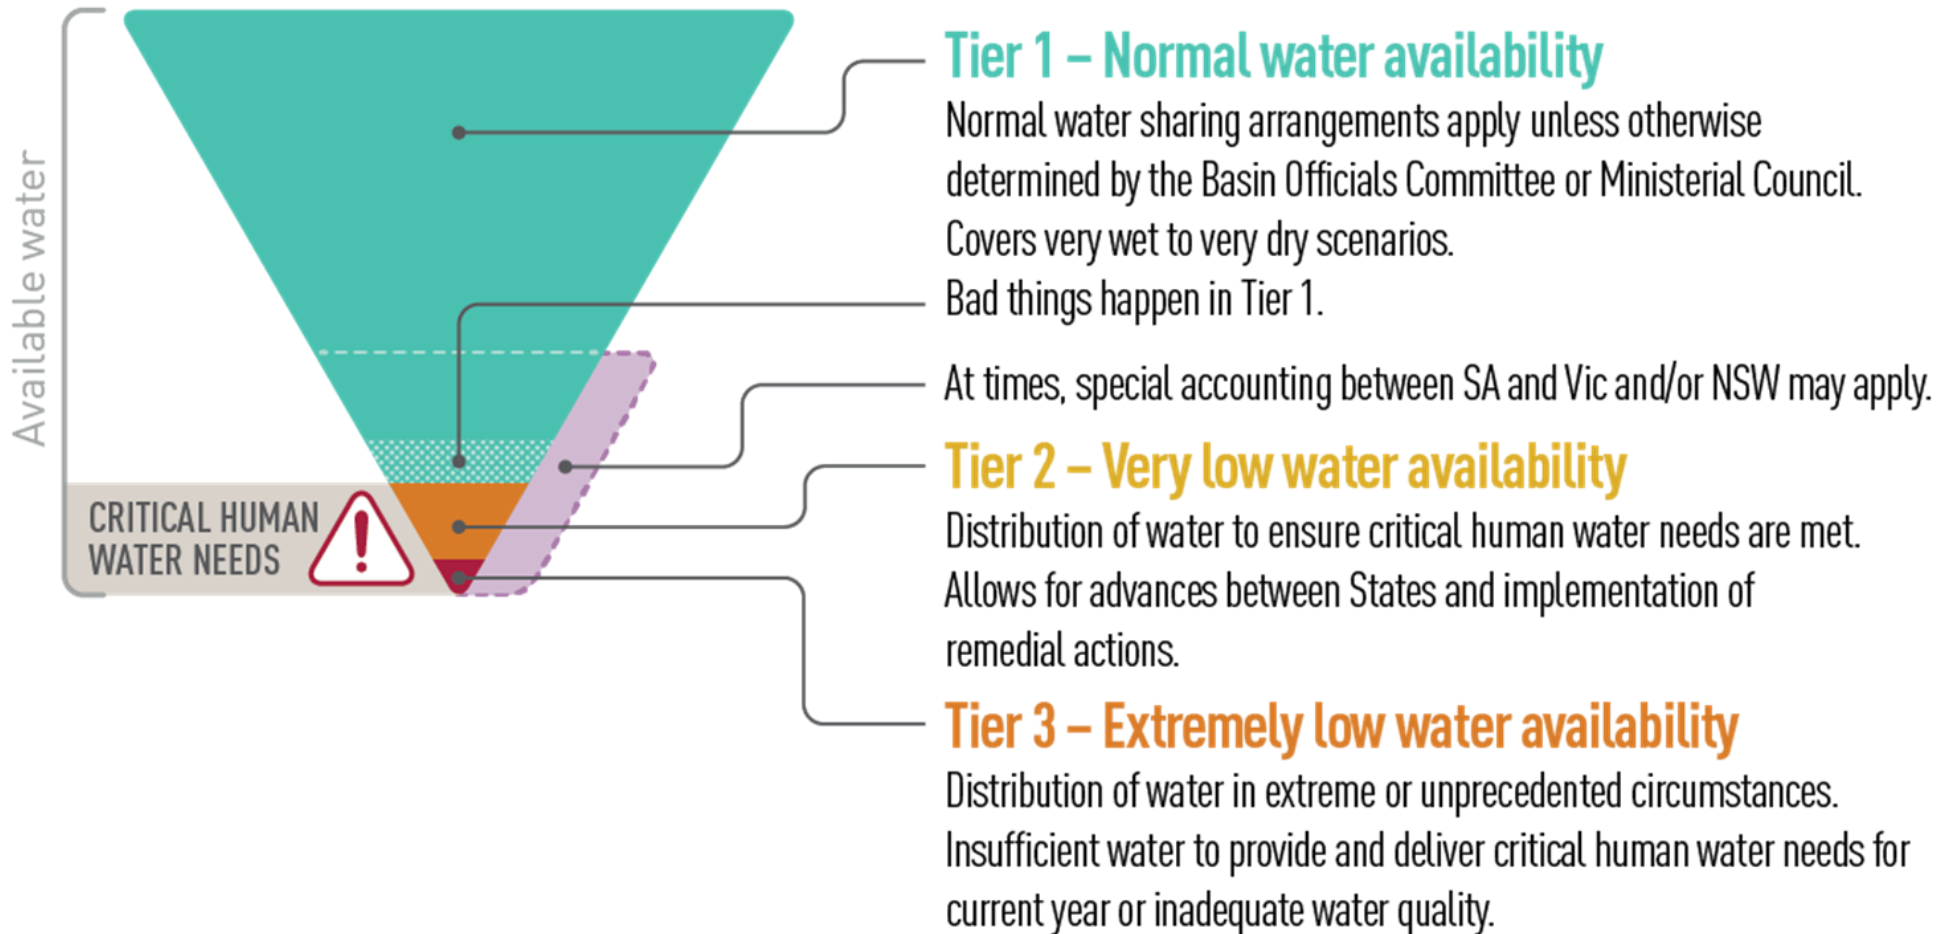 Available water
Tier 1 – Normal water availability
Normal water sharing arrangements apply unless otherwise
determined by the Basin Officials Committee or Ministerial Council.
Covers very wet to very dry scenarios.
Bad things happen in Tier 1.
At times, special accounting between SA and Vic and/or NSW may apply.
CRITICAL HUMAN
WATER NEEDS
!
Tier 2 – Very low water availability
Distribution of water to ensure critical human water needs are met.
Allows for advances between States and implementation of
remedial actions.
Tier 3 – Extremely low water availability
Distribution of water in extreme or unprecedented circumstances.
Insufficient water to provide and deliver critical human water needs for
current year or inadequate water quality.